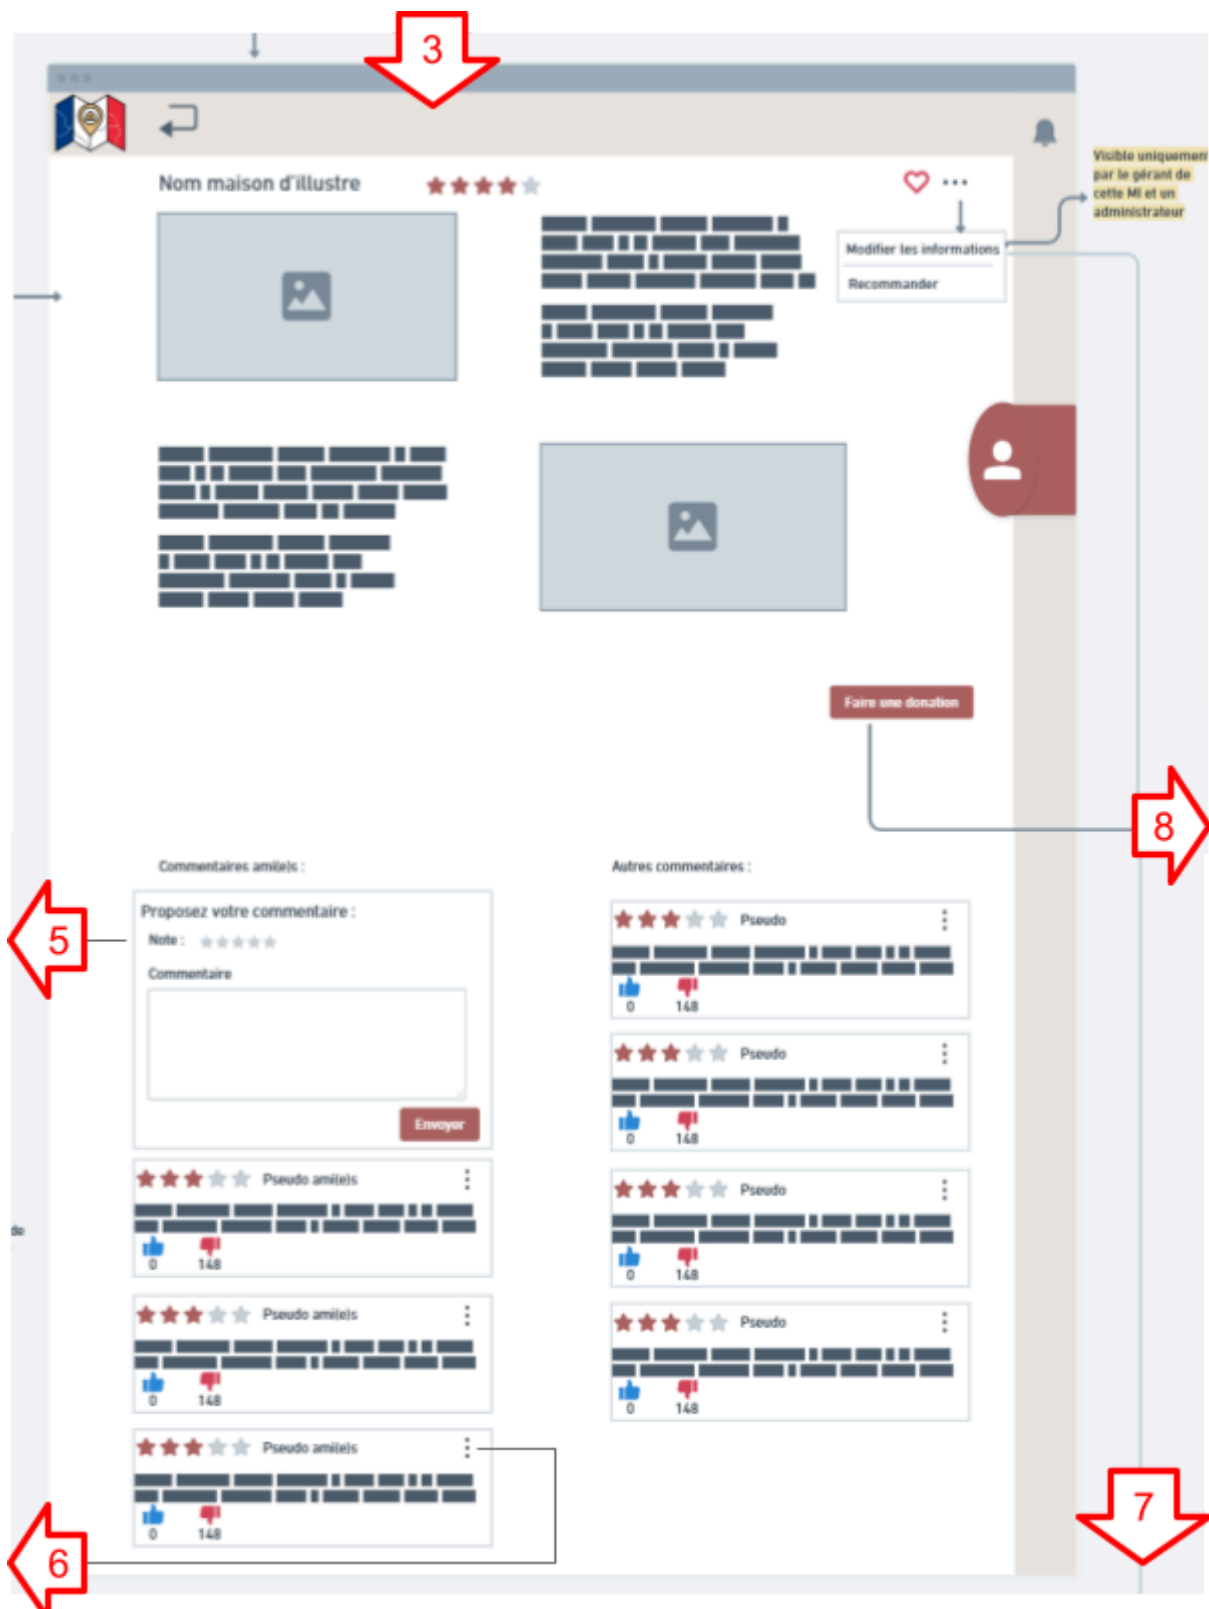 3
Nom maison d'illustre
Visible uniquement
par le gérant de
cette MI et un
administrateur
Modifier les informations
Recommander
Faire une donation
8
Commentaires ami(e)s :
Proposez votre commentaire :
5
Note :
Commentaire
Envoyer
Pseudo ami(e)s
0 148
Pseudo ami(e)s
0 148
Pseudo ami(e)s
0 148
6
Autres commentaires :
Pseudo
0 148
Pseudo
0 148
Pseudo
0 148
Pseudo
0 148
7
de